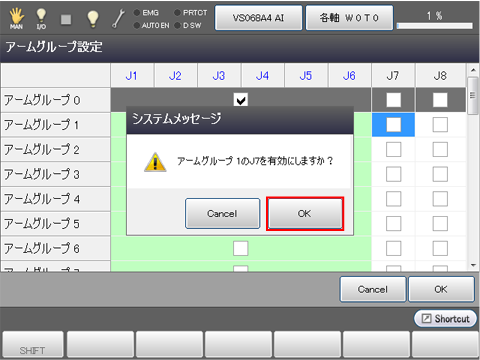 MAN
I/O
EMG
PRTCT
AUTO EN
D SW
VS068A4 AI
各軸 W 0 T 0
1 %
アームグループ設定
J1 J2 J3 J4 J5 J6 J7 J8
アームグループ 0
アームグループ 1
アームグループ 2
アームグループ 3
アームグループ 4
アームグループ 5
アームグループ 6
システムメッセージ
アームグループ 1のJ7を有効にしますか？
Cancel OK
Cancel OK
Shortcut
SHIFT